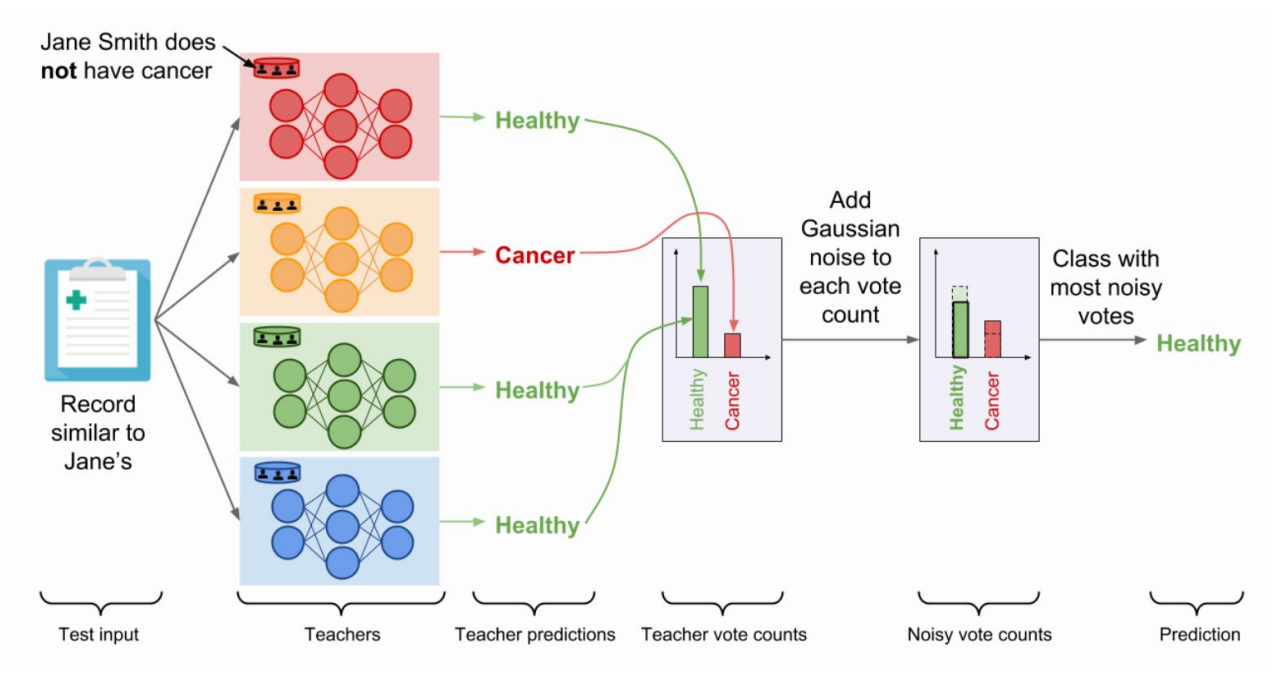 Jane Smith does
not have cancer
Healthy
Cancer
Healthy
Healthy
Record
similar to
Jane's
Healthy
Cancer
Add
Gaussian
noise to
each vote
count
Healthy
Cancer
Class with
most noisy
votes
Healthy
Test input
Teachers
Teacher predictions
Teacher vote counts
Noisy vote counts
Prediction